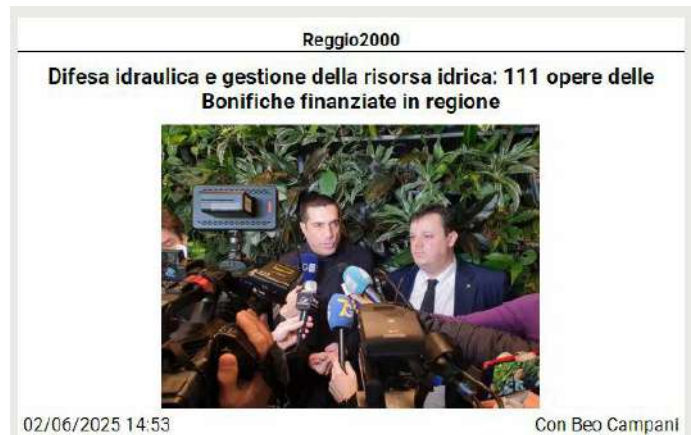 Reggio2000
Difesa idraulica e gestione della risorsa idrica: 111 opere delle
Bonifiche finanziate in regione
02/06/2025 14:53
Con Beo Campani